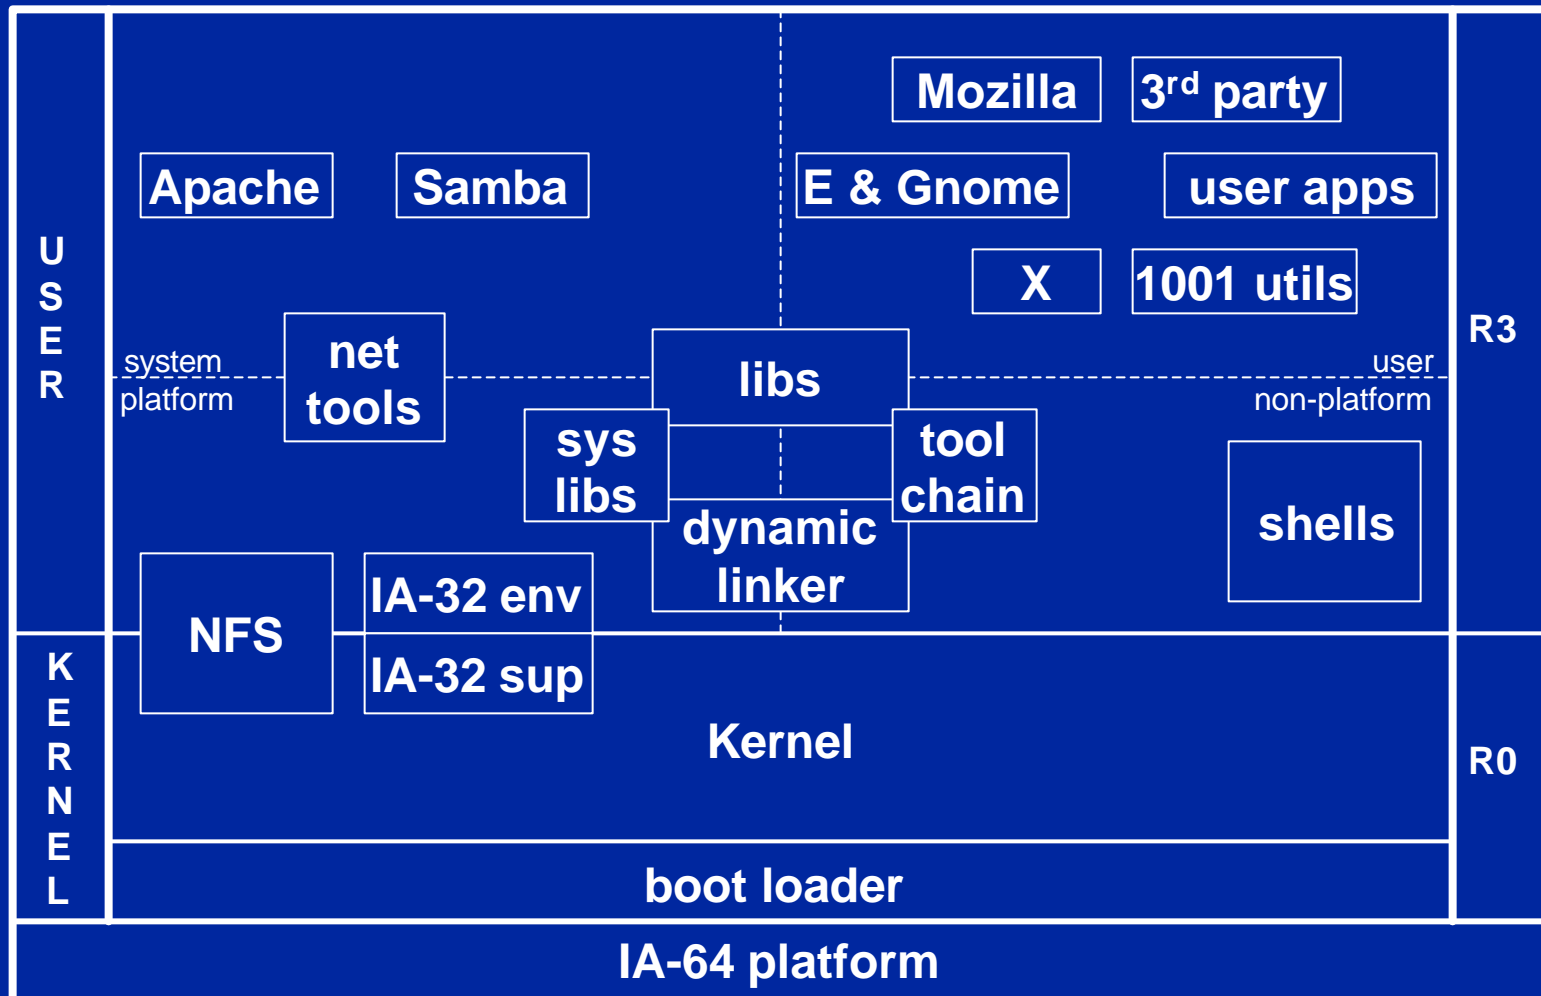 Mozilla
3rd party
Apache
Samba
E & Gnome
user apps
X
1001 utils
USER
R3
system
platform
net
tools
libs
user
non-platform
sys
libs
tool
chain
shells
dynamic
linker
NFS
IA-32 env
IA-32 sup
KERNEL
Kernel
R0
boot loader
IA-64 platform